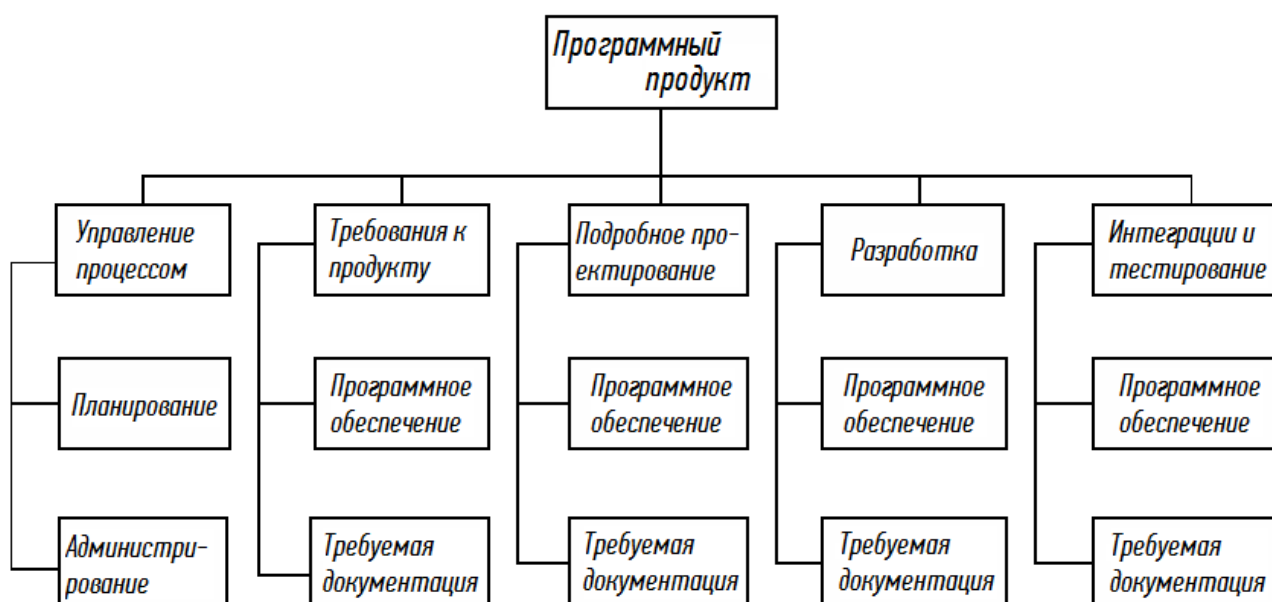 Программный
продукт
Управление
процессом
Требования к
продукту
Подробное про-
ектирование
Разработка
Интеграции и
тестирование
Планирование
Программное
обеспечение
Программное
обеспечение
Программное
обеспечение
Программное
обеспечение
Администри-
рование
Требуемая
документация
Требуемая
документация
Требуемая
документация
Требуемая
документация